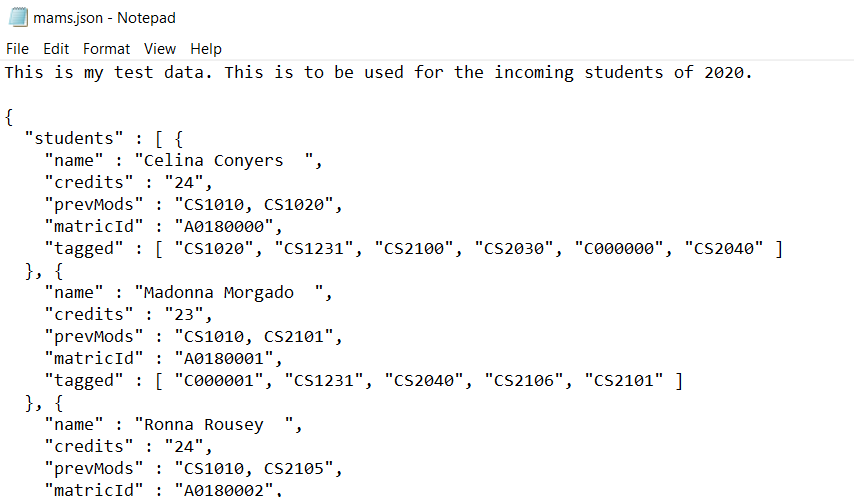 mams.json - Notepad
File Edit Format View Help
This is my test data. This is to be used for the incoming students of 2020.
{
"students" : [ {
"name" : "Celina Conyers  ",
"credits" : "24",
"prevMods" : "CS1010, CS1020",
"matricId" : "A0180000",
"tagged" : [ "CS1020", "CS1231", "CS2100", "CS2030", "C000000", "CS2040" ]
}, {
"name" : "Madonna Morgado  ",
"credits" : "23",
"prevMods" : "CS1010, CS2101",
"matricId" : "A0180001",
"tagged" : [ "C000001", "CS1231", "CS2040", "CS2106", "CS2101" ]
}, {
"name" : "Ronna Rousey  ",
"credits" : "24",
"prevMods" : "CS1010, CS2105",
"matricId" : "A0180002",